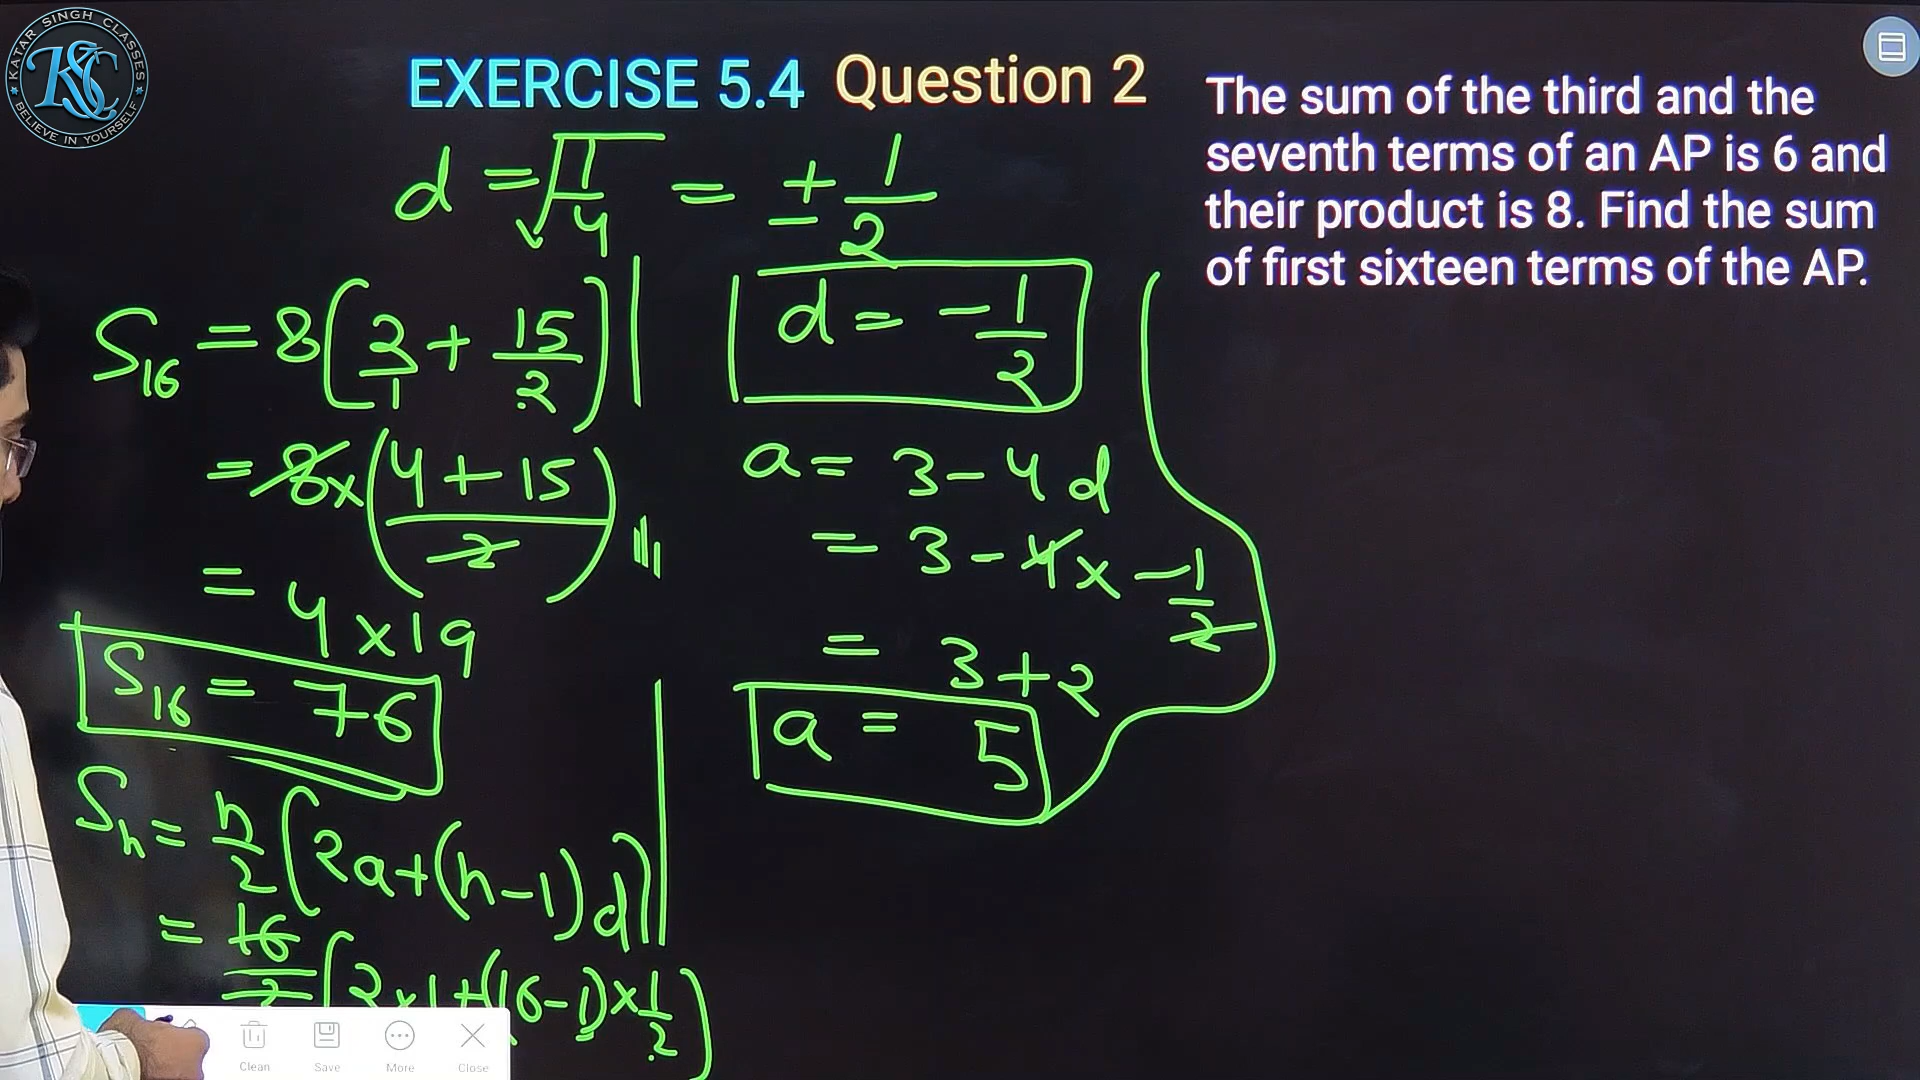 KATAR SINGH CLASSES
KSC
BELIEVE IN YOURSELF
EXERCISE 5.4 Question 2
The sum of the third and the
seventh terms of an AP is 6 and
their product is 8. Find the sum
of first sixteen terms of the AP.
d = √1/4 = ± 1/2
S16 = 8(2/1 + 15/2)
= 8x(4+15/2)
= 4x19
S16 = 76
Sn = n/2 (2a+(n-1)d)
= 16/2 (2x1+(16-1)x1/2)
d = -1/2
a = 3-4d
= 3-4x-1/2
= 3+2
a = 5
Clean Save More Close